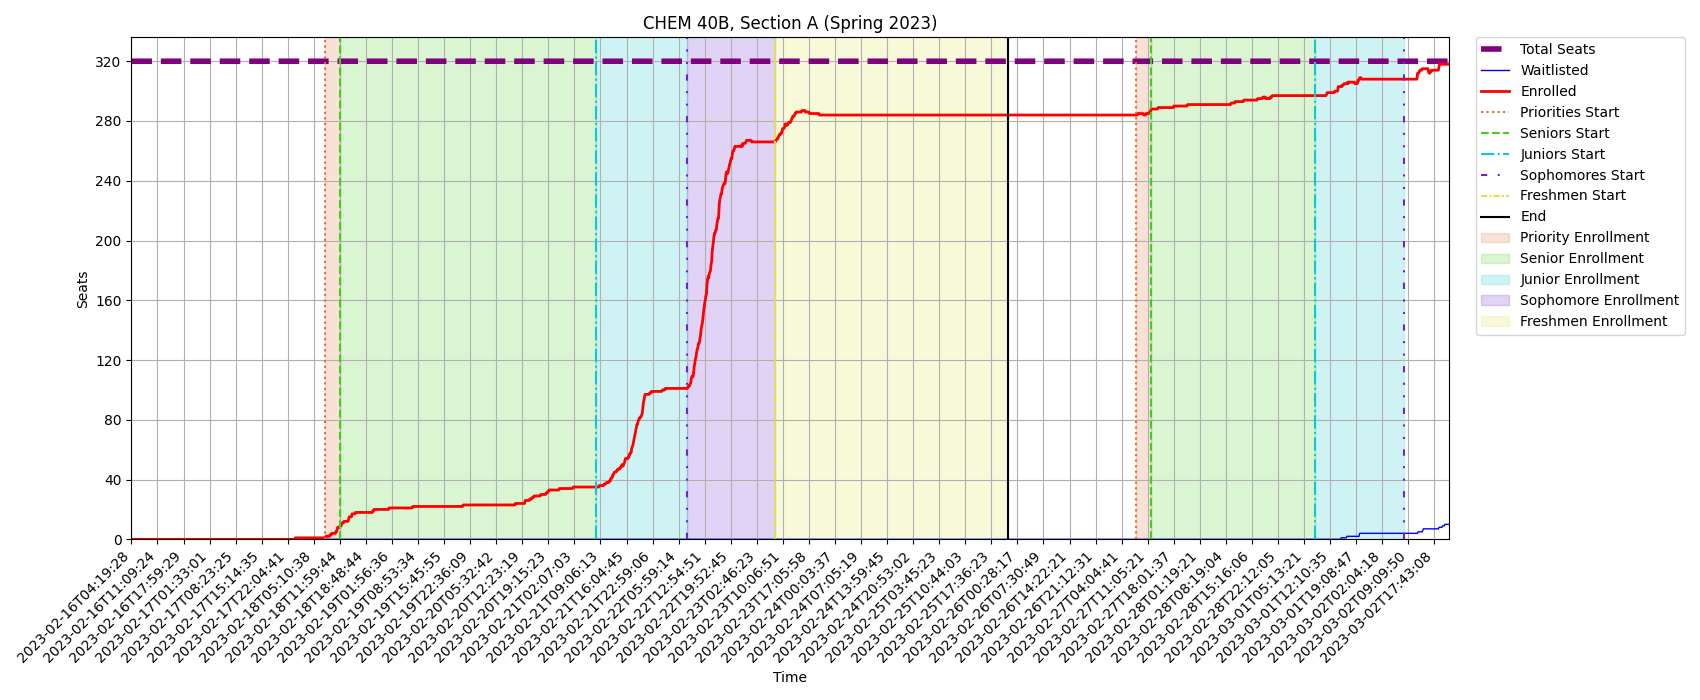 CHEM 40B, Section A (Spring 2023)
Seats
320
280
240
200
160
120
80
40
0
2023-02-16T04:19:28
2023-02-16T11:09:24
2023-02-16T17:59:29
2023-02-17T01:33:01
2023-02-17T08:23:25
2023-02-17T15:14:35
2023-02-17T22:04:41
2023-02-18T05:10:38
2023-02-18T11:59:44
2023-02-18T18:48:44
2023-02-19T01:56:36
2023-02-19T08:53:34
2023-02-19T15:45:55
2023-02-19T22:36:09
2023-02-20T05:32:42
2023-02-20T12:23:19
2023-02-20T19:15:23
2023-02-21T02:07:03
2023-02-21T09:06:13
2023-02-21T16:04:45
2023-02-21T22:59:06
2023-02-22T05:59:14
2023-02-22T12:54:51
2023-02-22T19:52:45
2023-02-23T02:46:23
2023-02-23T10:06:51
2023-02-23T17:05:58
2023-02-24T00:03:37
2023-02-24T07:05:19
2023-02-24T13:59:45
2023-02-24T20:53:02
2023-02-25T03:45:23
2023-02-25T10:44:03
2023-02-25T17:36:23
2023-02-26T00:28:17
2023-02-26T07:30:49
2023-02-26T14:22:21
2023-02-26T21:12:31
2023-02-27T04:04:41
2023-02-27T11:05:21
2023-02-27T18:01:37
2023-02-28T01:19:21
2023-02-28T08:19:04
2023-02-28T15:16:06
2023-02-28T22:12:05
2023-03-01T05:13:21
2023-03-01T12:10:35
2023-03-01T19:08:47
2023-03-02T02:04:18
2023-03-02T09:09:50
2023-03-02T17:43:08
Time
Total Seats
Waitlisted
Enrolled
Priorities Start
Seniors Start
Juniors Start
Sophomores Start
Freshmen Start
End
Priority Enrollment
Senior Enrollment
Junior Enrollment
Sophomore Enrollment
Freshmen Enrollment